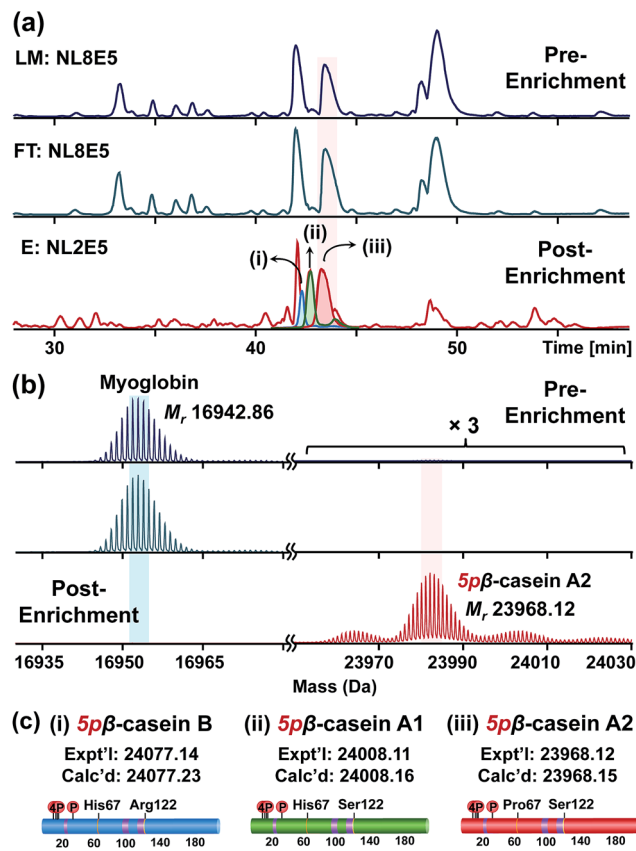 (a)
LM: NL8E5
Pre-
Enrichment
FT: NL8E5
E: NL2E5
(i)
(ii)
(iii)
Post-
Enrichment
30
40
50
Time [min]
(b)
Myoglobin
Mr 16942.86
Pre-
Enrichment
× 3
Post-
Enrichment
5pβ-casein A2
Mr 23968.12
16935 16950 16965 23970 23990 24010 24030
Mass (Da)
(c) (i) 5pβ-casein B (ii) 5pβ-casein A1 (iii) 5pβ-casein A2
Expt'l: 24077.14 Expt'l: 24008.11 Expt'l: 23968.12
Calc'd: 24077.23 Calc'd: 24008.16 Calc'd: 23968.15
4P P His67 Arg122 4P P His67 Ser122 4P P Pro67 Ser122
20 60 100 140 180 20 60 100 140 180 20 60 100 140 180